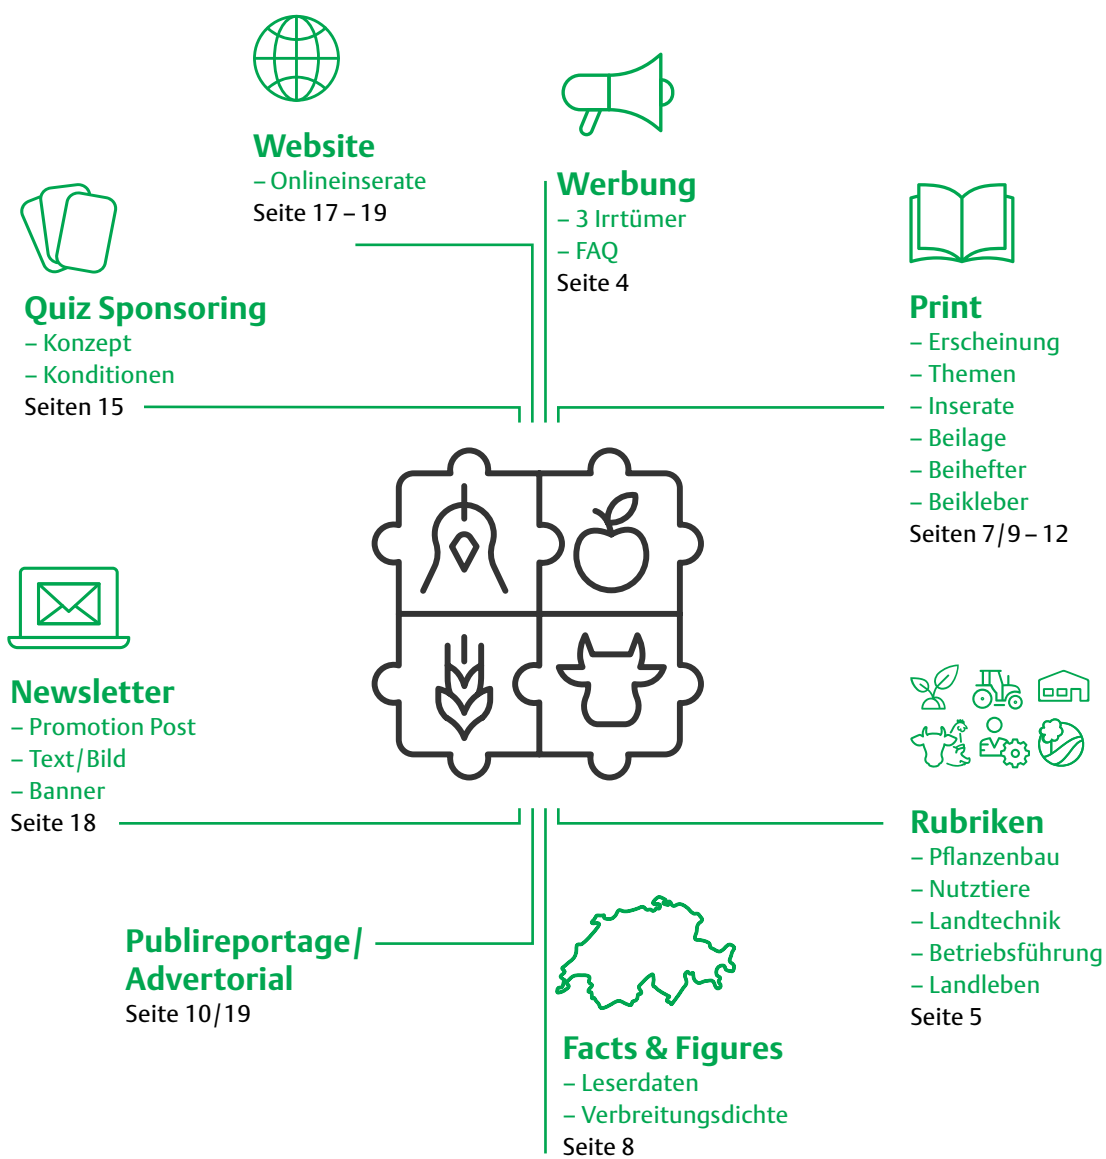 Website
– Onlineinserate
Seite 17 – 19
Werbung
– 3 Irrtümer
– FAQ
Seite 4
Quiz Sponsoring
– Konzept
– Konditionen
Seiten 15
Print
– Erscheinung
– Themen
– Inserate
– Beilage
– Beihefter
– Beikleber
Seiten 7/9 – 12
Newsletter
– Promotion Post
– Text/Bild
– Banner
Seite 18
Rubriken
– Pflanzenbau
– Nutztiere
– Landtechnik
– Betriebsführung
– Landleben
Seite 5
Publireportage/
Advertorial
Seite 10/19
Facts & Figures
– Leserdaten
– Verbreitungsdichte
Seite 8